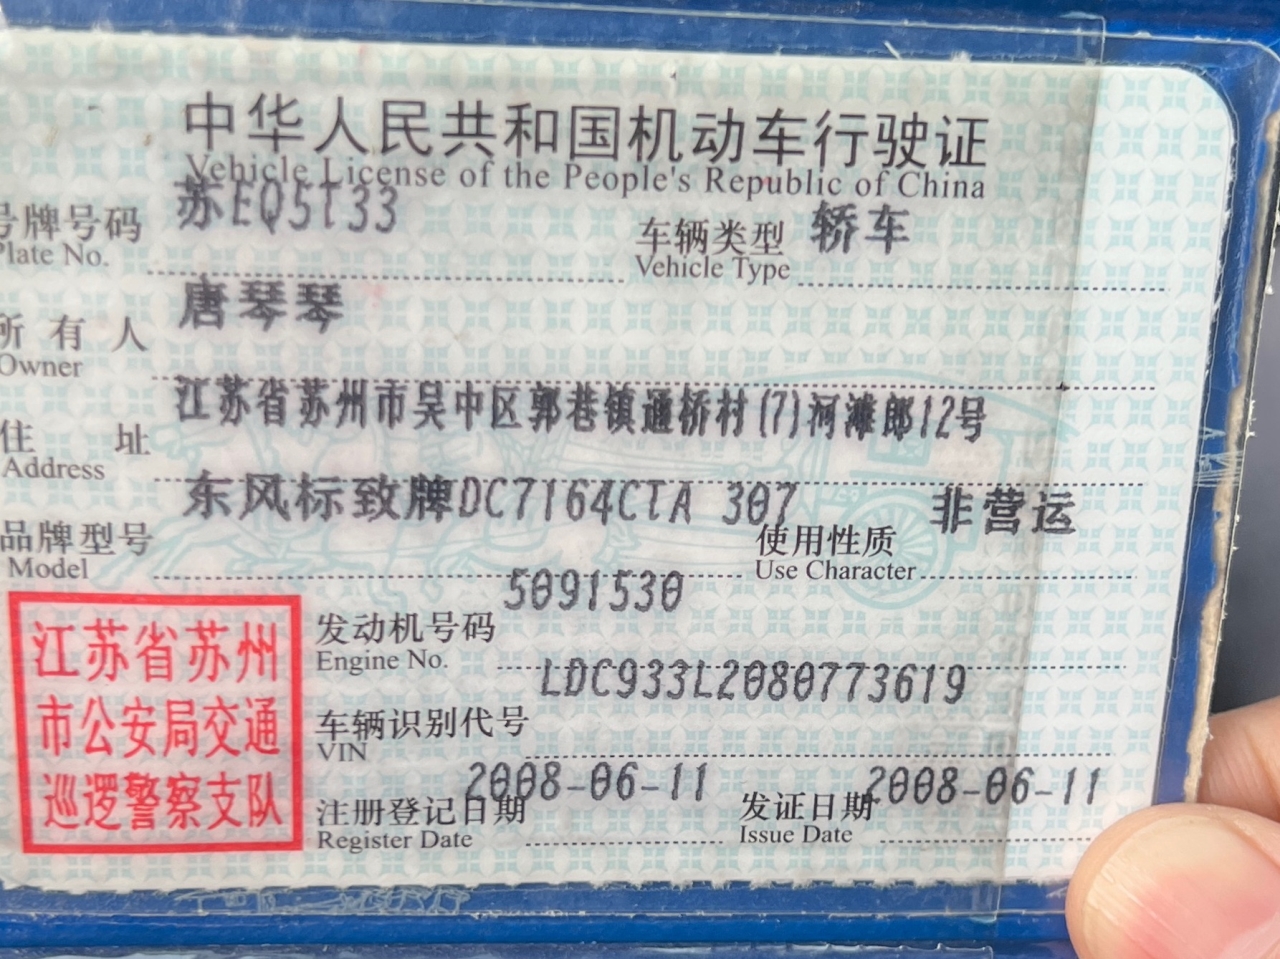 中华人民共和国机动车行驶证
Vehicle License of the People's Republic of China
号牌号码 苏EQ5T33 车辆类型 轿车
Plate No. Vehicle Type
所有人 唐琴琴
Owner
住址 江苏省苏州市吴中区郭巷镇通桥村(7)河滩郎12号
Address
品牌型号 东风标致牌DC7164CTA 307 使用性质 非营运
Model Use Character
江苏省苏州
市公安局交通
巡逻警察支队
发动机号码 5091530
Engine No.
车辆识别代号 LDC933L2080773619
VIN
注册登记日期 2008-06-11 发证日期 2008-06-11
Register Date Issue Date